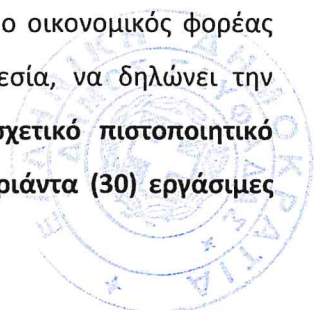 ο οικονομικός φορέας
εσία, να δηλώνει την
σχετικό πιστοποιητικό
ριάντα (30) εργάσιμες